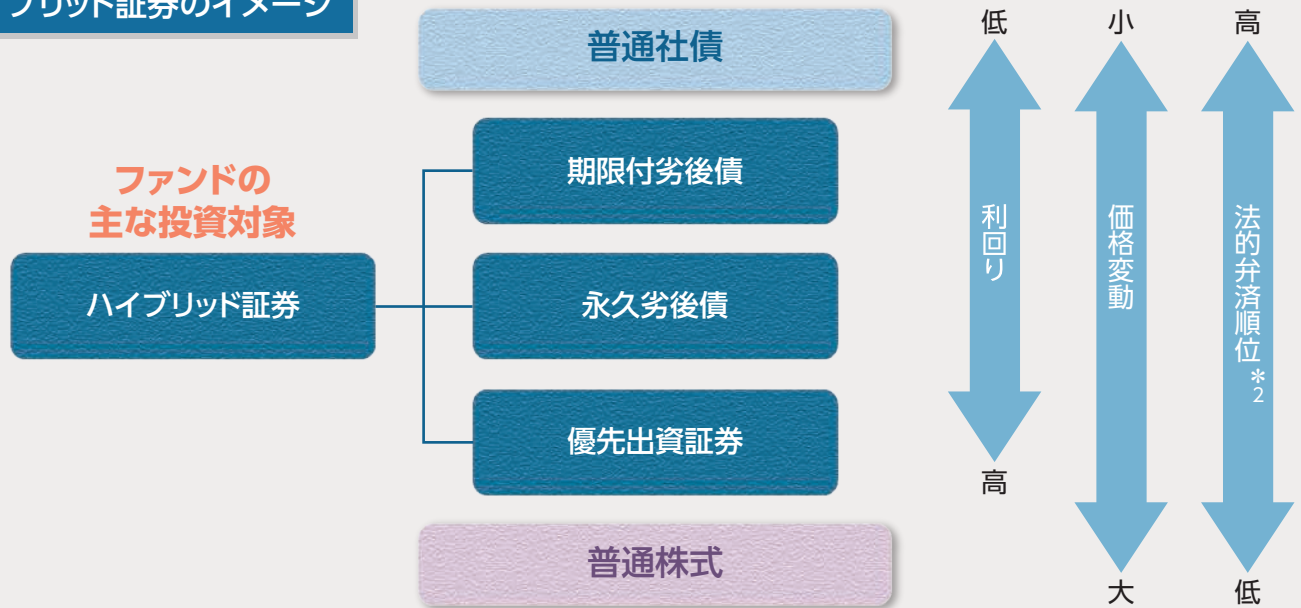 ブリッド証券のイメージ
普通社債
ファンドの
主な投資対象
ハイブリッド証券
期限付劣後債
永久劣後債
優先出資証券
普通株式
低
利回り
高
小
価格変動
大
高
法的弁済順位*2
低